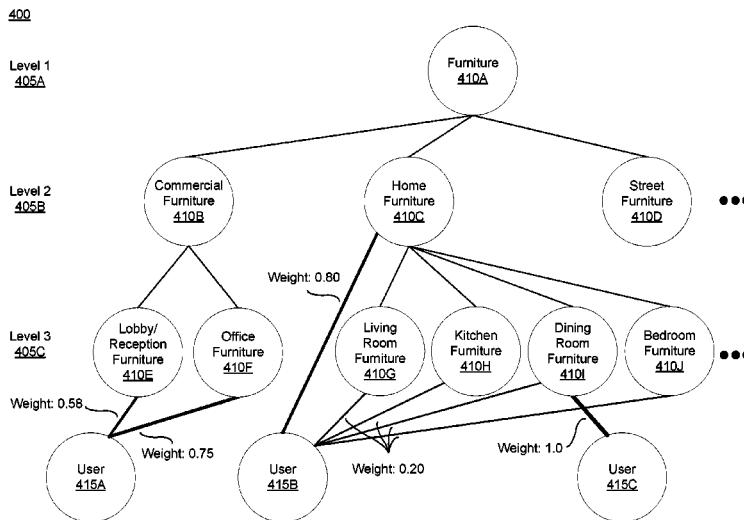 400
Level 1
405A
Furniture
410A
Level 2
405B
Commercial
Furniture
410B
Home
Furniture
410C
Street
Furniture
410D
Weight: 0.80
Level 3
405C
Lobby/
Reception
Furniture
410E
Office
Furniture
410F
Living
Room
Furniture
410G
Kitchen
Furniture
410H
Dining
Room
Furniture
410I
Bedroom
Furniture
410J
Weight: 0.58
Weight: 0.75
Weight: 0.20
Weight: 1.0
User
415A
User
415B
User
415C